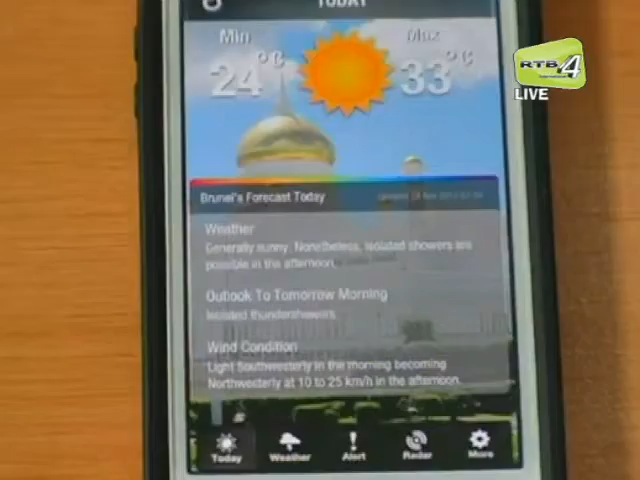 TODAY
Min
Max
24°C
33°C
RTB4
LIVE
Brunei's Forecast Today
Weather
Generally sunny. Nonetheless, isolated showers are
possible in the afternoon.
Outlook To Tomorrow Morning
Isolated thundershowers.
Wind Condition
Light Southwesterly in the morning becoming
Northwesterly at 10 to 25 km/h in the afternoon.
Today
Weather
Alert
Radar
More